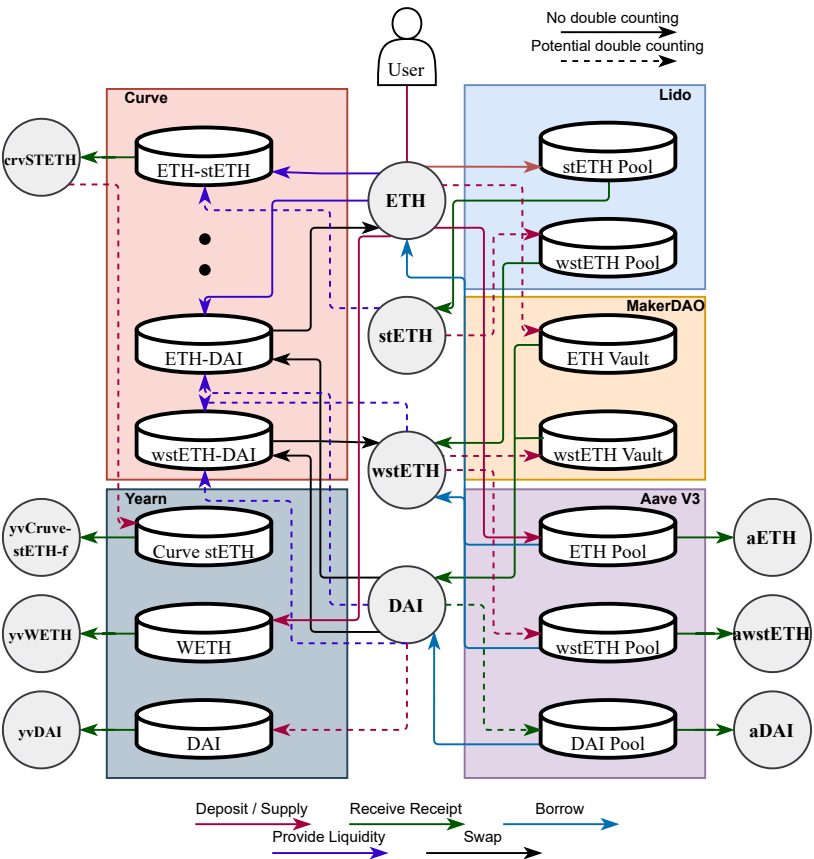 No double counting
Potential double counting
User
Curve
Lido
crvSTETH
ETH-stETH
ETH
stETH Pool
wstETH Pool
MakerDAO
stETH
ETH-DAI
ETH Vault
wstETH-DAI
wstETH
wstETH Vault
Yearn
Aave V3
yvCruve-
stETH-f
Curve stETH
ETH Pool
aETH
DAI
yvWETH
WETH
wstETH Pool
awstETH
yvDAI
DAI
DAI Pool
aDAI
Deposit / Supply
Receive Receipt
Borrow
Provide Liquidity
Swap